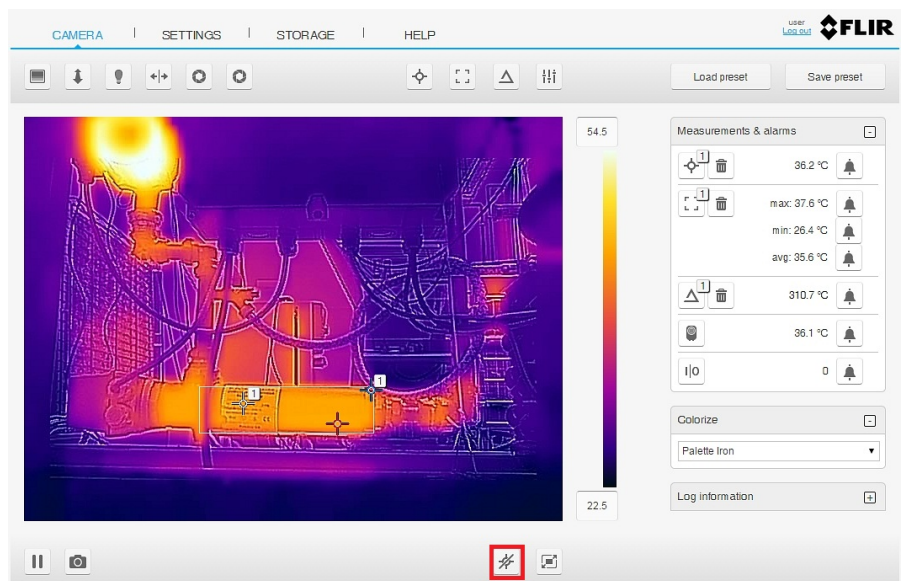 user
Log out
FLIR
CAMERA SETTINGS STORAGE HELP
Load preset Save preset
54.5
Measurements & alarms
1 36.2 °C
1 max: 37.6 °C
min: 26.4 °C
avg: 35.6 °C
1 310.7 °C
36.1 °C
I|O 0
1
1
Colorize
Palette Iron
Log information
22.5